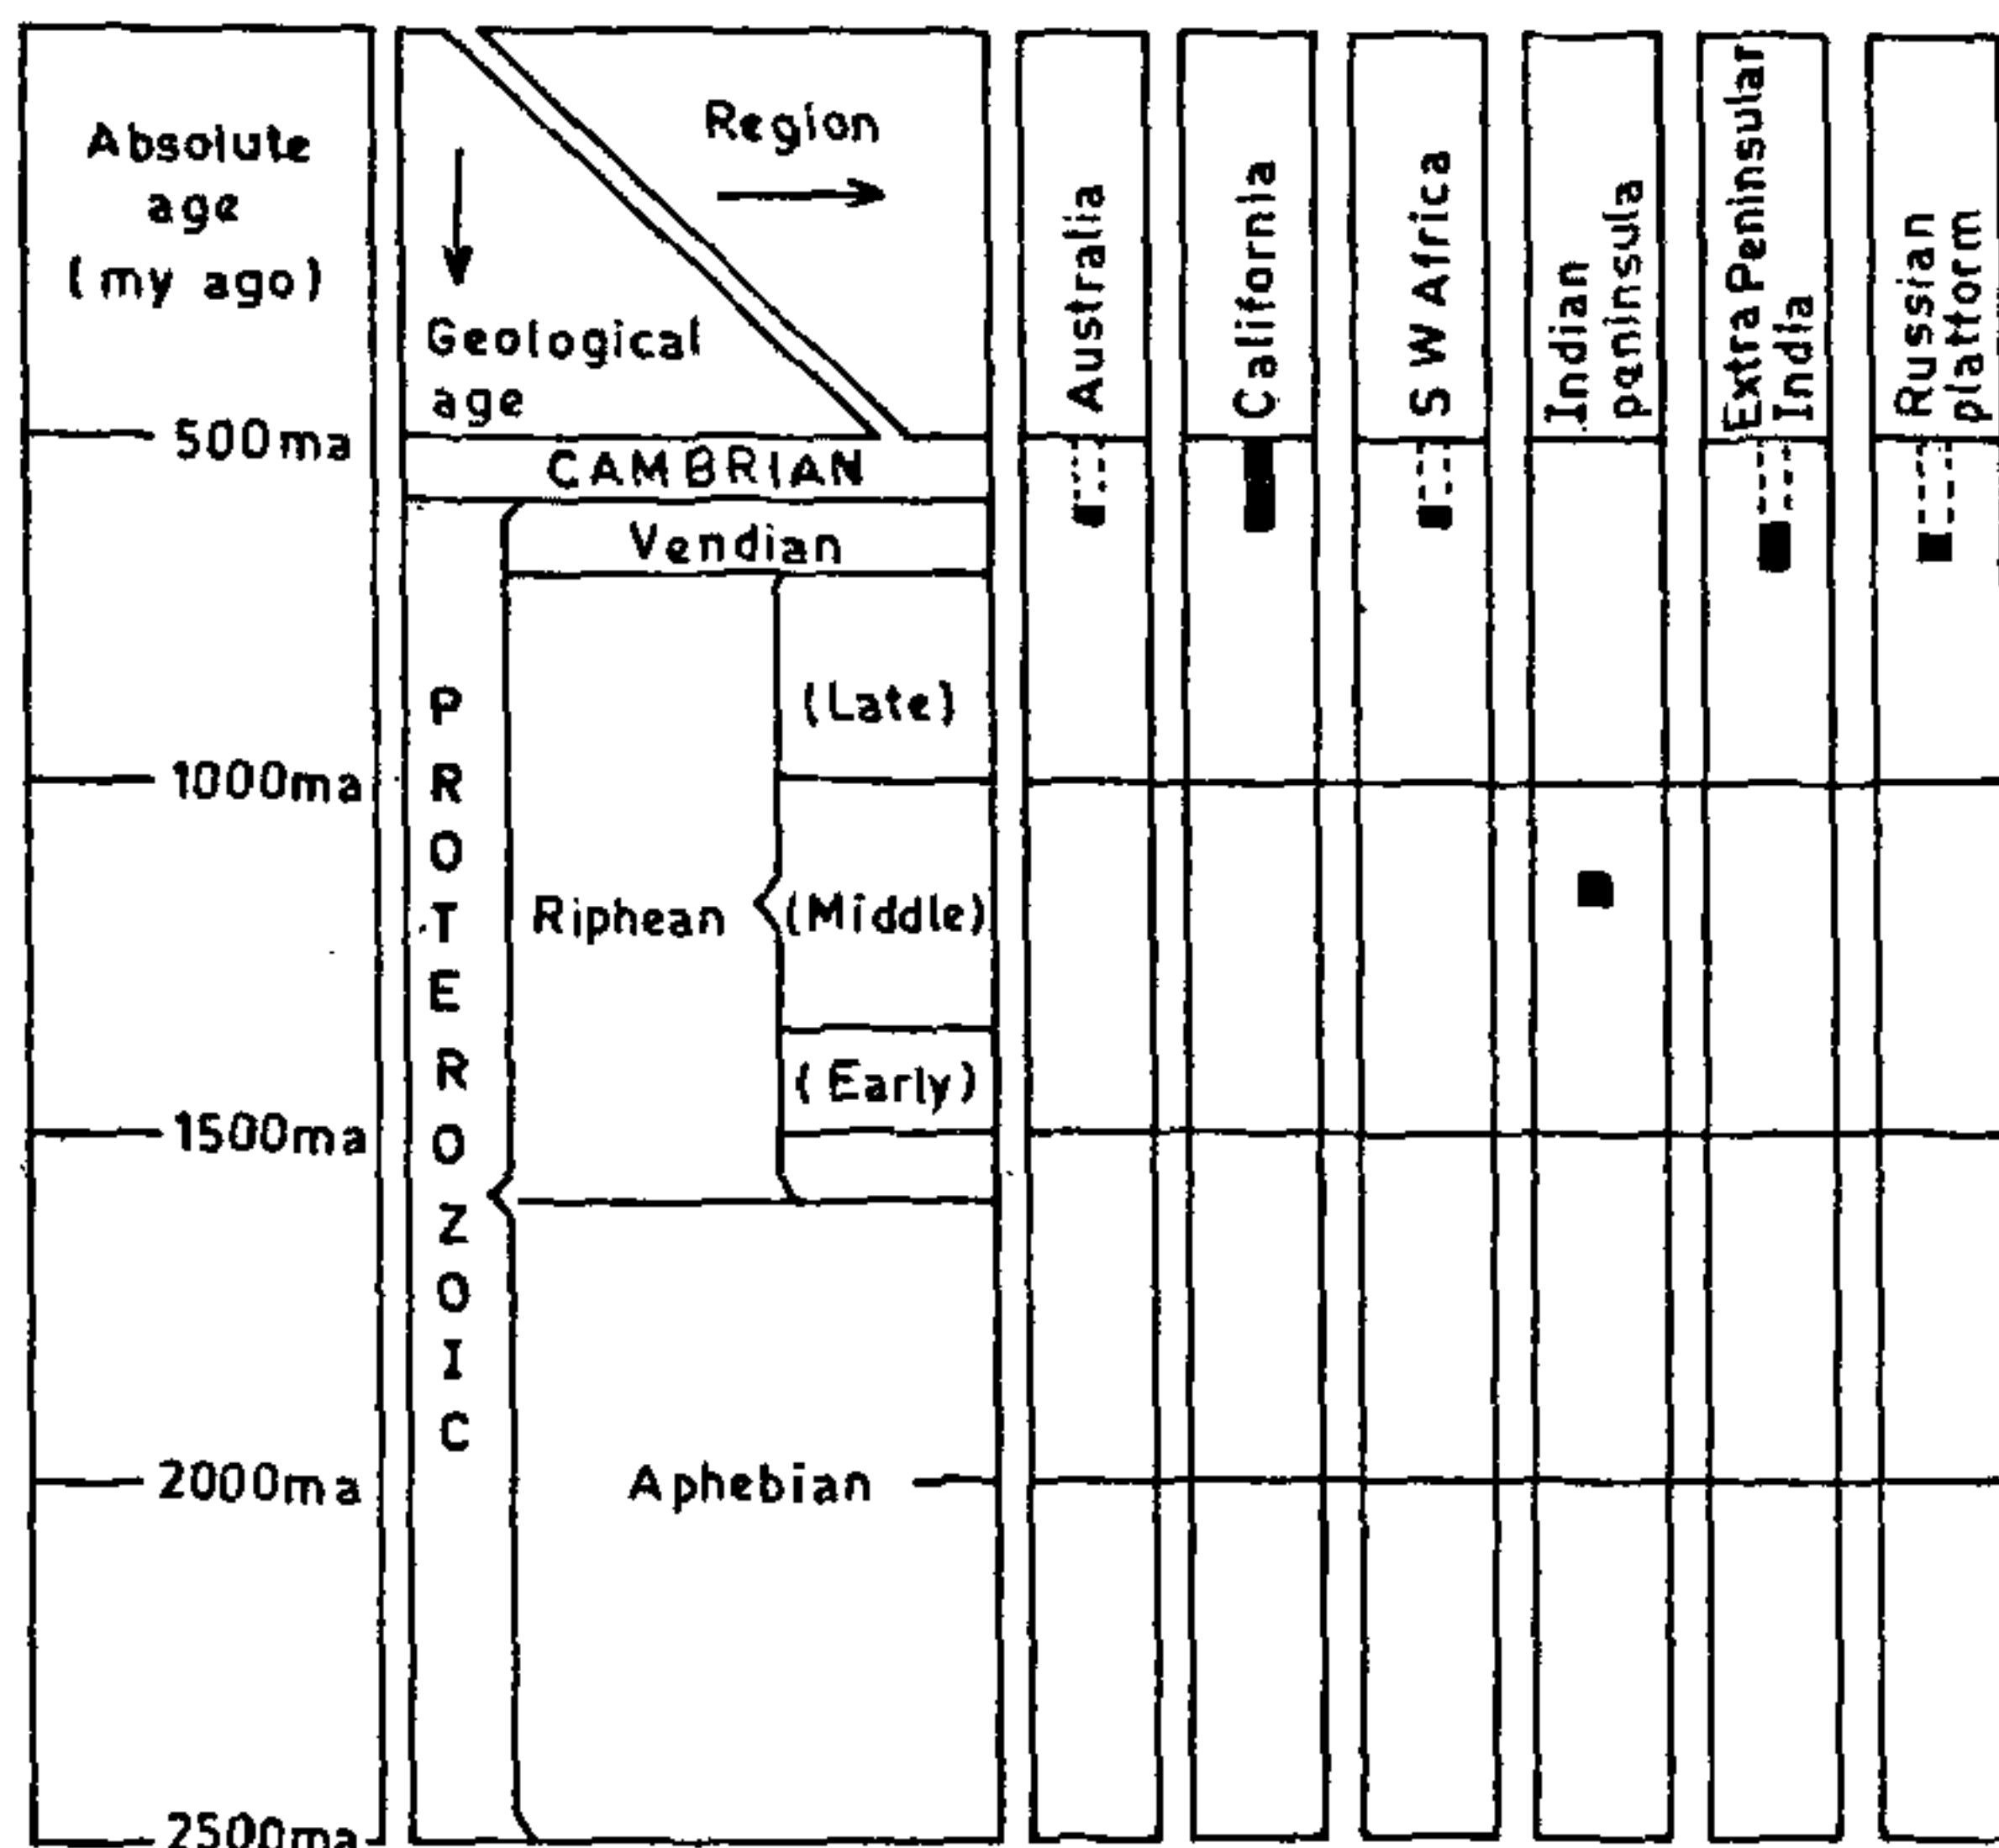 Absolute
age
(my ago)
Region
Geological
age
Australia
California
S W Africa
Indian
peninsula
Extra Peninsular
India
Russian
platform
500ma
CAMBRIAN
Vendian
(Late)
1000ma
Riphean
(Middle)
(Early)
1500ma
PROTEROZOIC
Aphebian
2000ma
2500ma